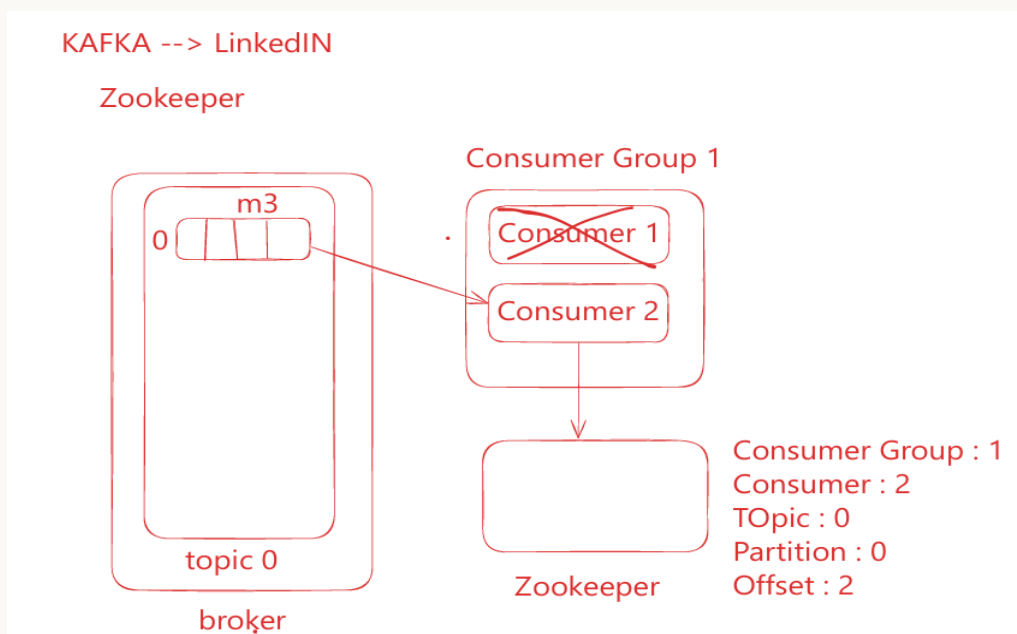 KAFKA --> LinkedIN
Zookeeper
Consumer Group 1
m3
0
Consumer 1
Consumer 2
topic 0
broker
Zookeeper
Consumer Group : 1
Consumer : 2
TOpic : 0
Partition : 0
Offset : 2